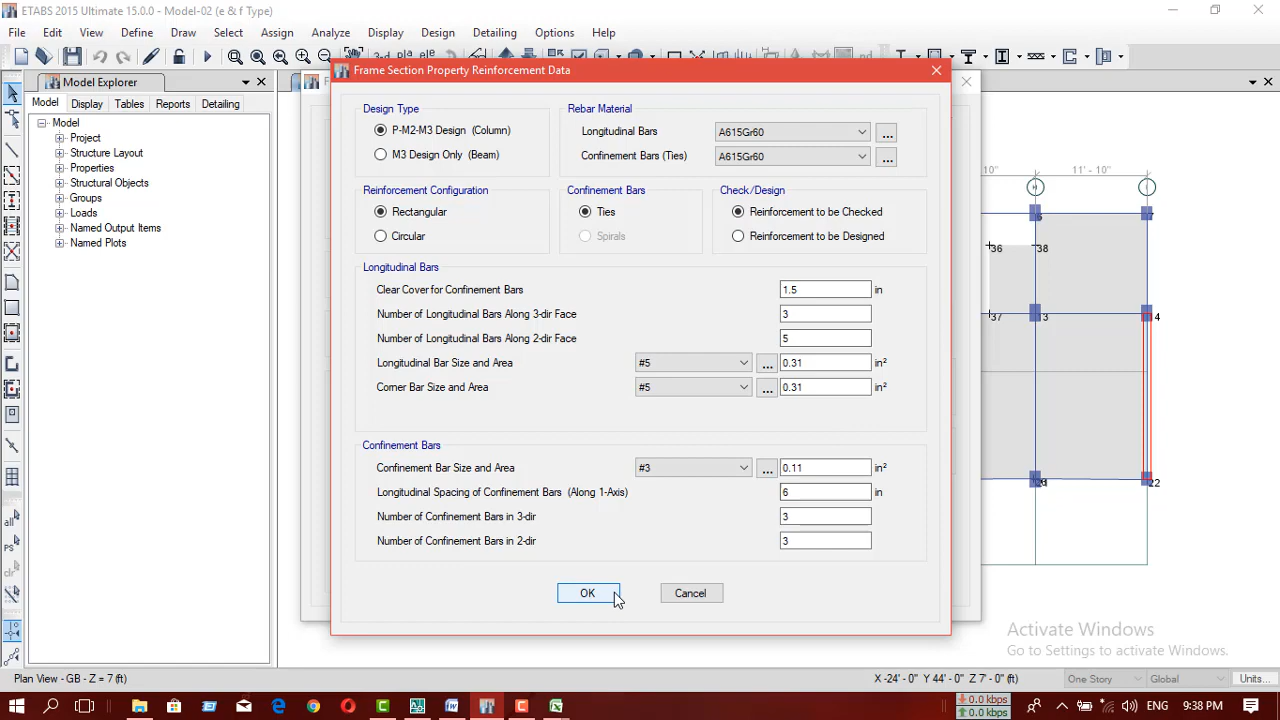 ETABS 2015 Ultimate 15.0.0 - Model-02 (e & f Type)
File Edit View Define Draw Select Assign Analyze Display Design Detailing Options Tools Help
Model Explorer
Frame Section Property Reinforcement Data
Model Display Tables Reports Detailing
Model
Project
Structure Layout
Properties
Structural Objects
Groups
Loads
Named Output Items
Named Plots
Design Type
P-M2-M3 Design (Column)
M3 Design Only (Beam)
Rebar Material
Longitudinal Bars A615Gr60 ...
Confinement Bars (Ties) A615Gr60 ...
Reinforcement Configuration
Rectangular
Circular
Confinement Bars
Ties
Spirals
Check/Design
Reinforcement to be Checked
Reinforcement to be Designed
Longitudinal Bars
Clear Cover for Confinement Bars 1.5 in
Number of Longitudinal Bars Along 3-dir Face 3
Number of Longitudinal Bars Along 2-dir Face 5
Longitudinal Bar Size and Area #5 ... 0.31 in²
Corner Bar Size and Area #5 ... 0.31 in²
Confinement Bars
Confinement Bar Size and Area #3 ... 0.11 in²
Longitudinal Spacing of Confinement Bars (Along 1-Axis) 6 in
Number of Confinement Bars in 3-dir 3
Number of Confinement Bars in 2-dir 3
OK Cancel
10" 11' - 10"
36 38
37
22
all
PS
Activate Windows
Go to Settings to activate Windows.
Plan View - GB - Z = 7 (ft) X -24' - 0" Y 44' - 0" Z 7' - 0" (ft) One Story Global Units...
0.0 kbps
0.0 kbps
ENG 9:38 PM